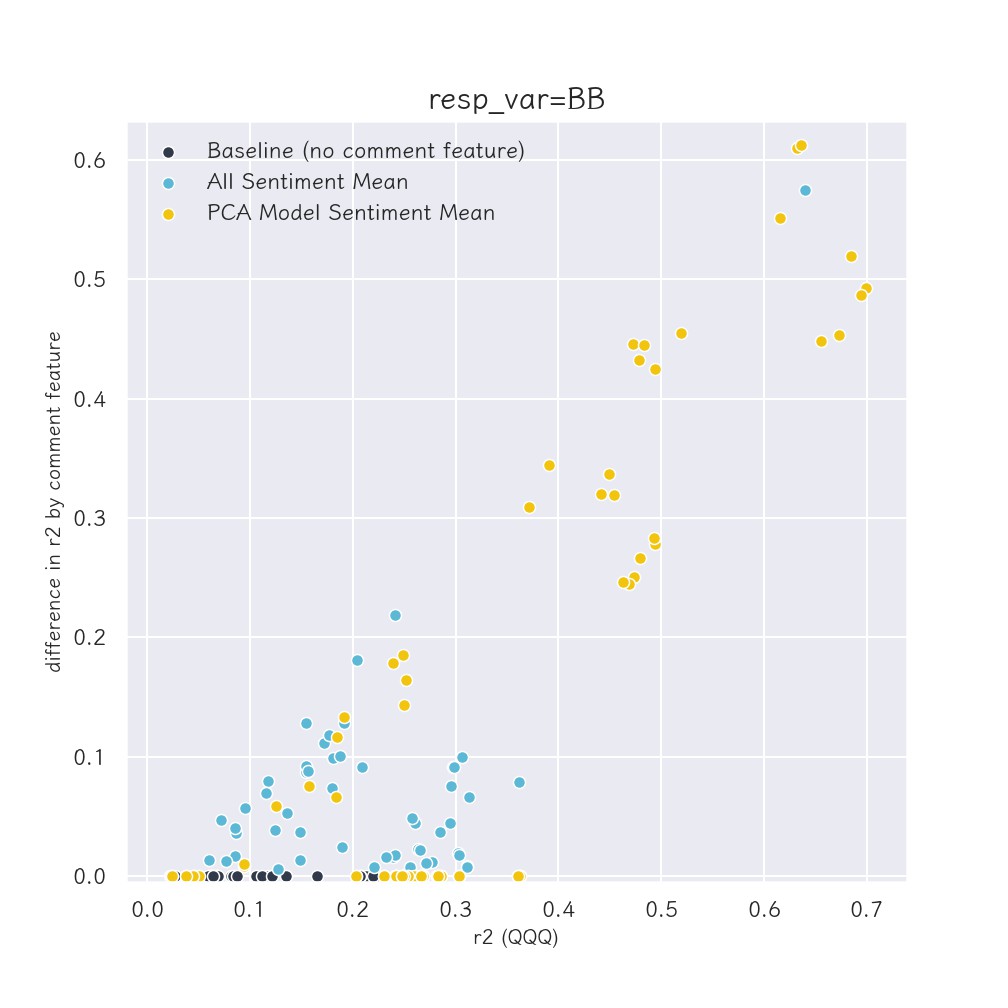 resp_var=BB
Baseline (no comment feature)
All Sentiment Mean
PCA Model Sentiment Mean
difference in r2 by comment feature
0.6
0.5
0.4
0.3
0.2
0.1
0.0
0.0 0.1 0.2 0.3 0.4 0.5 0.6 0.7
r2 (QQQ)